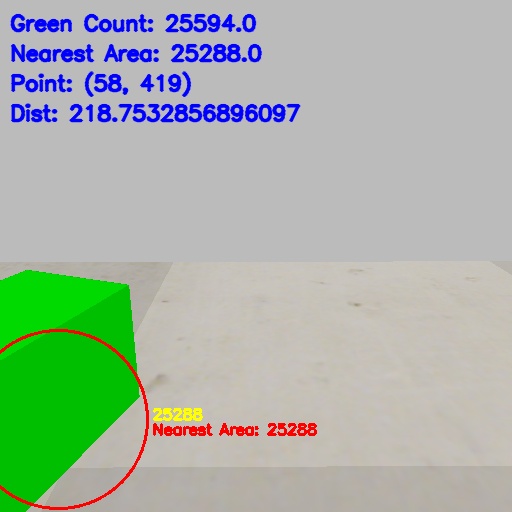 Green Count: 25594.0
Nearest Area: 25288.0
Point: (58, 419)
Dist: 218.7532856896097
25288
Nearest Area: 25288